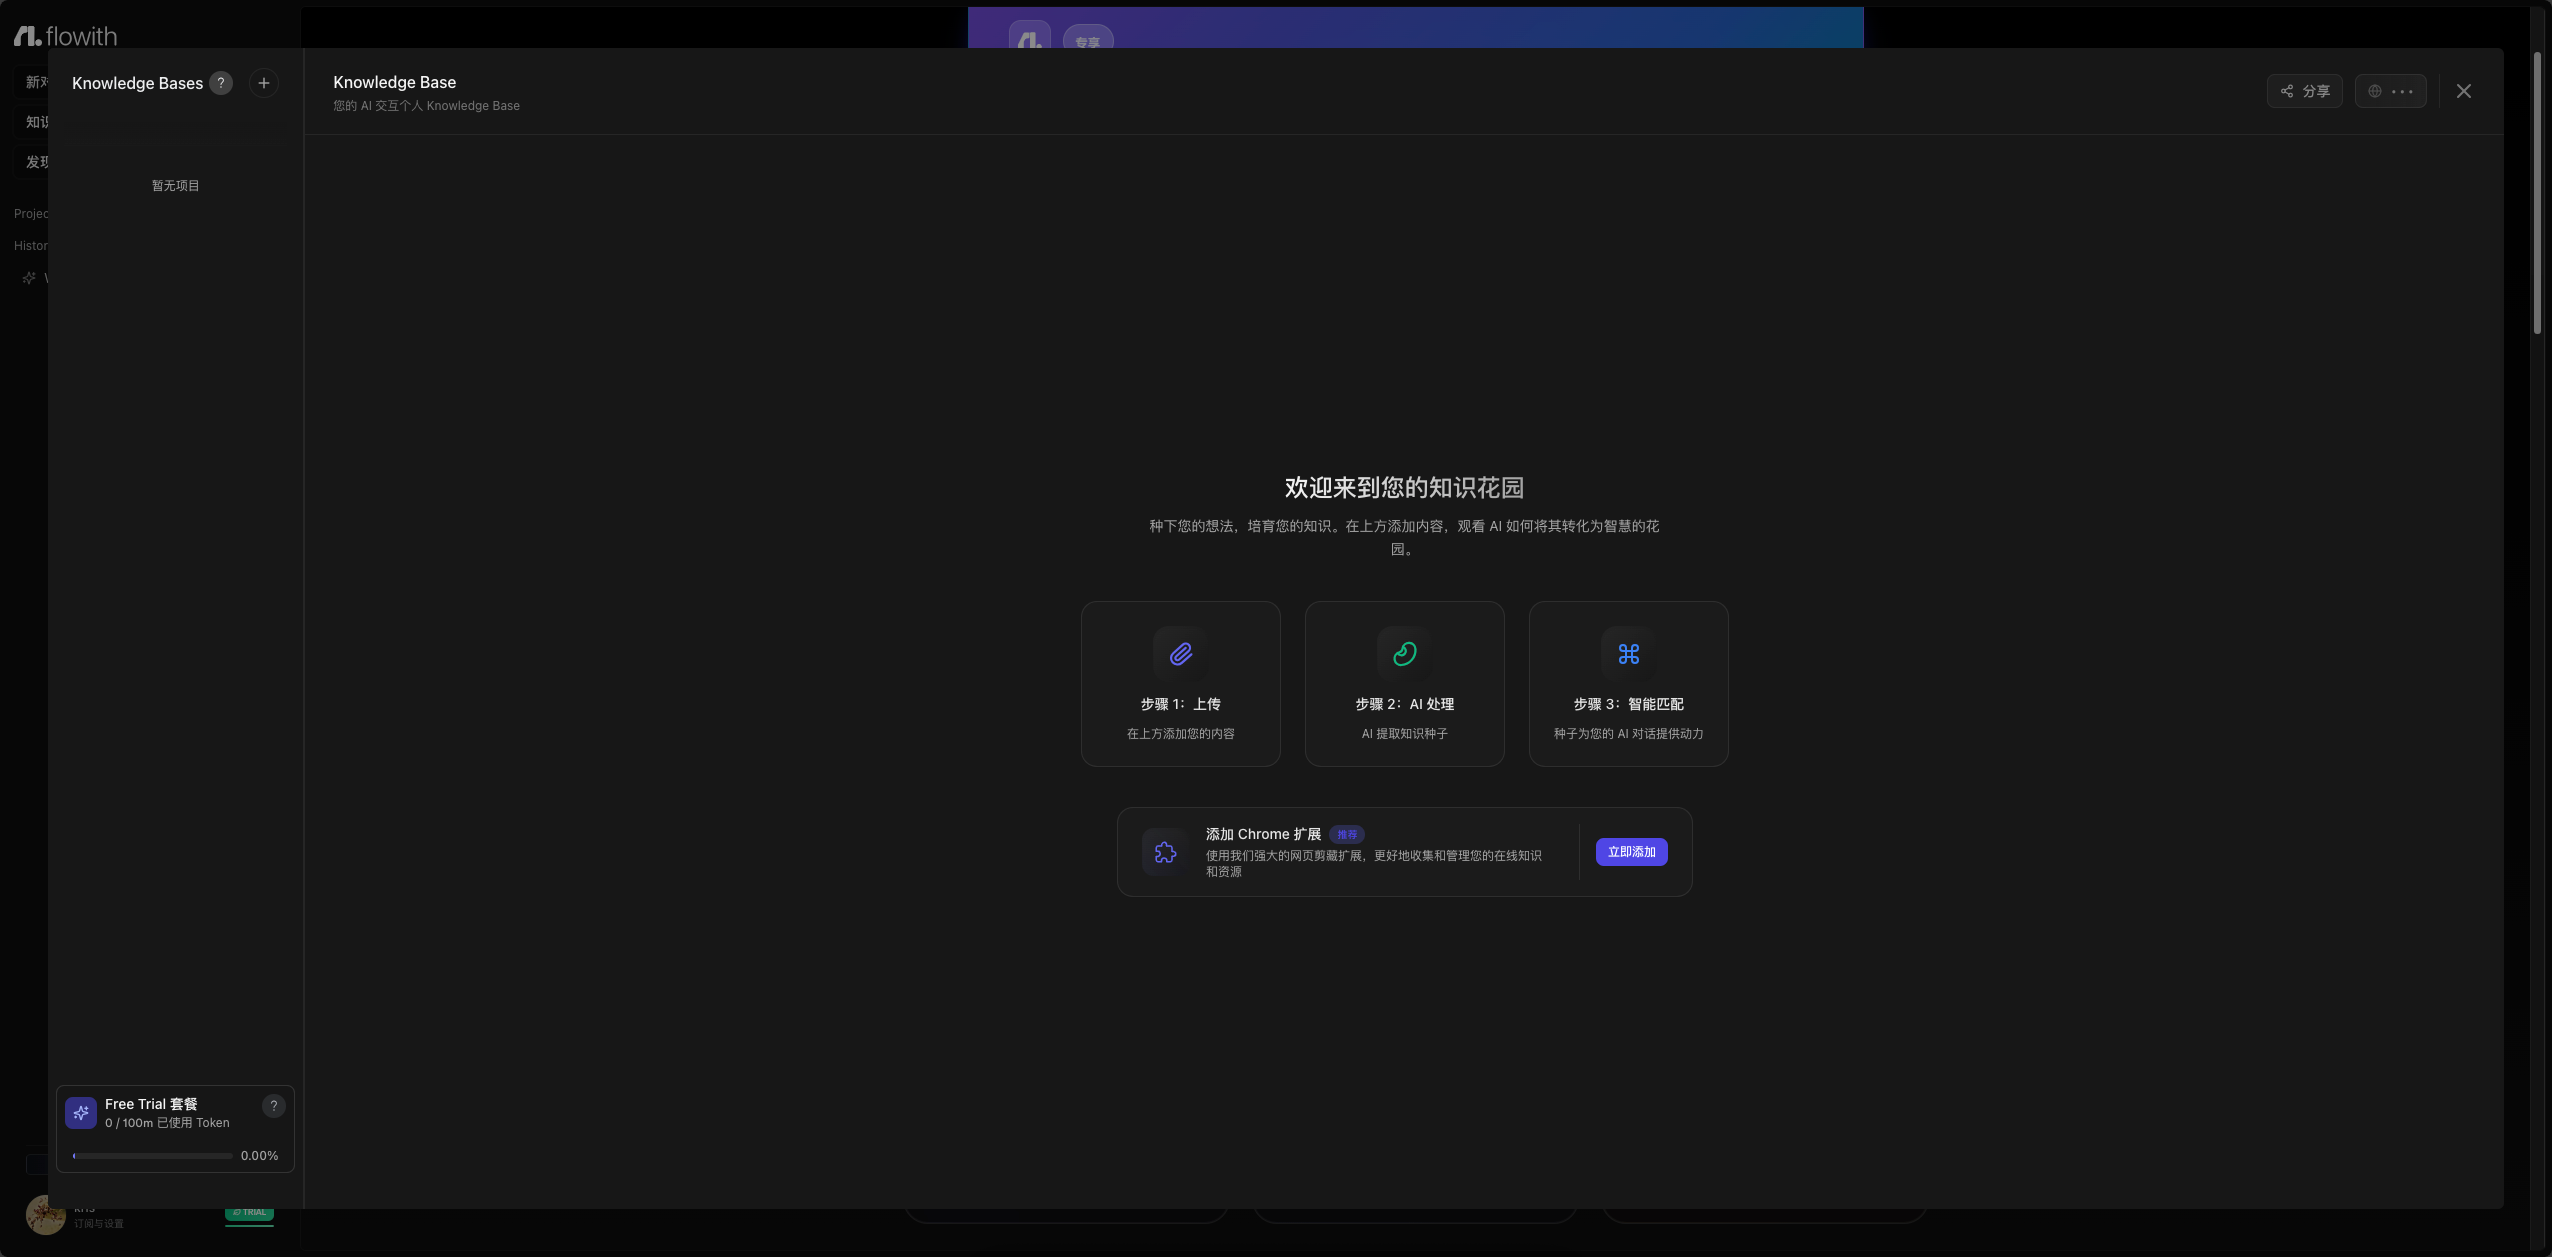 flowith
专享
新对
知识
发现
Projec
Histor
Knowledge Bases ?
暂无项目
Free Trial 套餐 ?
0 / 100m 已使用 Token
0.00%
订阅与设置
TRIAL
Knowledge Base
您的 AI 交互个人 Knowledge Base
分享
欢迎来到您的知识花园
种下您的想法，培育您的知识。在上方添加内容，观看 AI 如何将其转化为智慧的花
园。
步骤 1：上传
在上方添加您的内容
步骤 2：AI 处理
AI 提取知识种子
步骤 3：智能匹配
种子为您的 AI 对话提供动力
添加 Chrome 扩展 推荐
使用我们强大的网页剪藏扩展，更好地收集和管理您的在线知识
和资源
立即添加